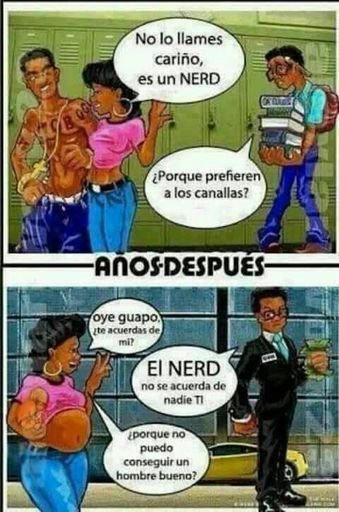 No lo llames
cariño,
es un NERD
¿Porque prefieren
a los canallas?
AÑOS DESPUÉS
oye guapo,
¿te acuerdas de
mi?
El NERD
no se acuerda de
nadie TI
¿porque no
puedo
conseguir un
hombre bueno?